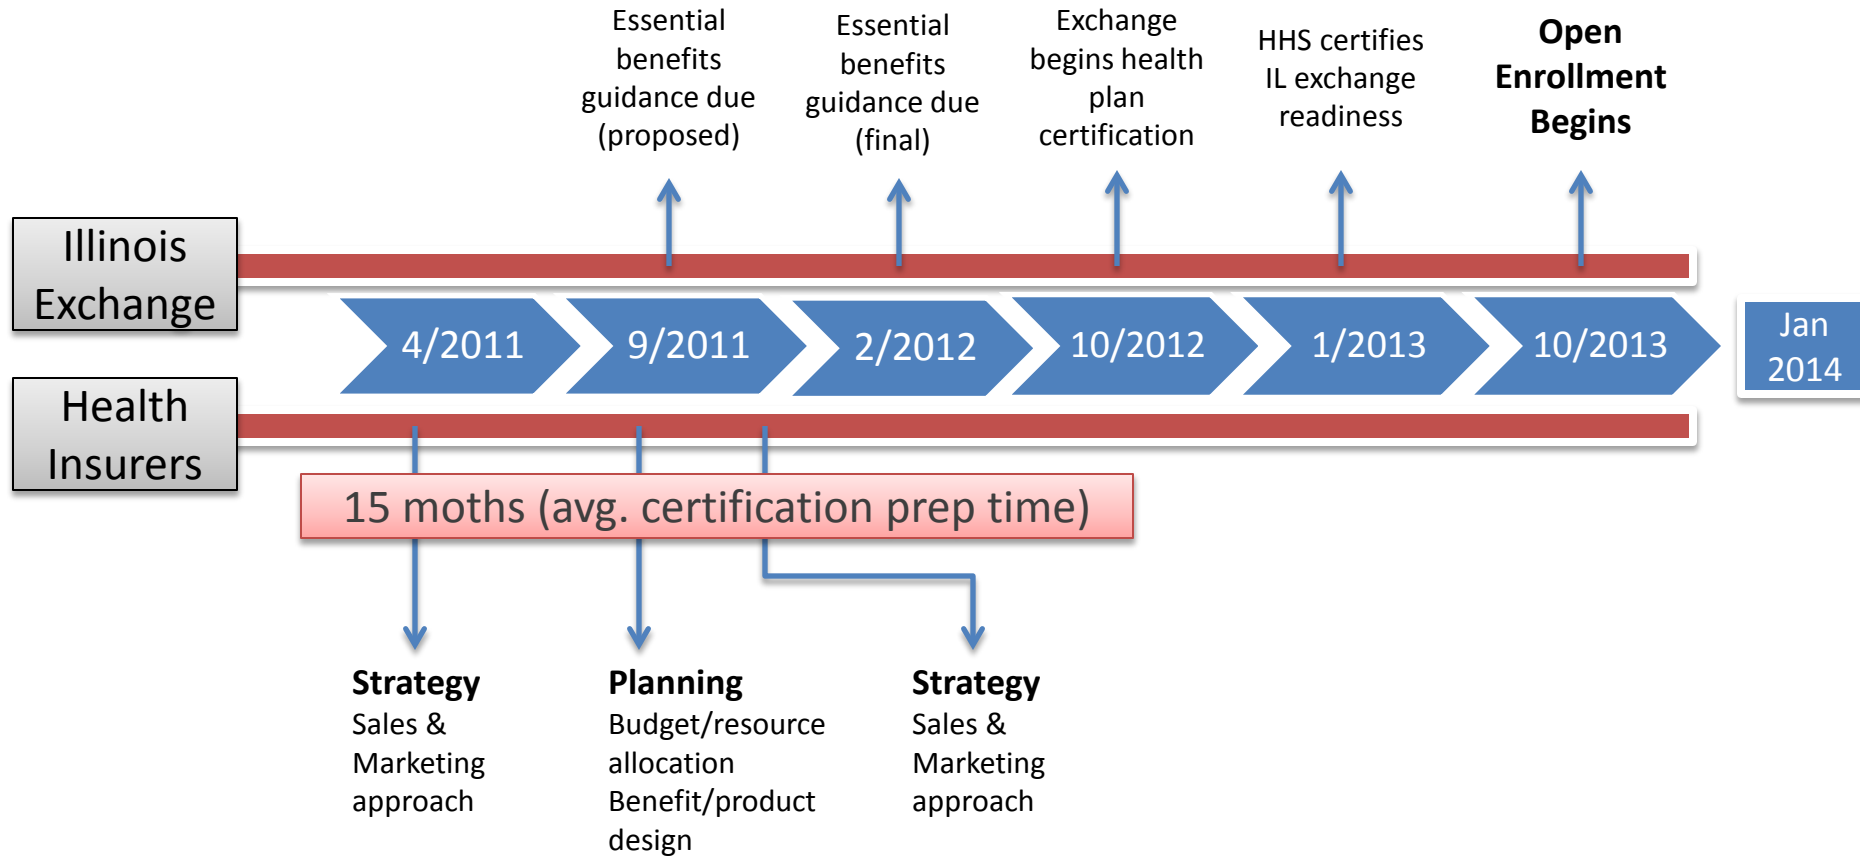 Essential
benefits
guidance due
(proposed)
Essential
benefits
guidance due
(final)
Exchange
begins health
plan
certification
HHS certifies
IL exchange
readiness
Open
Enrollment
Begins
Illinois
Exchange
4/2011
9/2011
2/2012
10/2012
1/2013
10/2013
Jan
2014
Health
Insurers
15 moths (avg. certification prep time)
Strategy
Sales &
Marketing
approach
Planning
Budget/resource
allocation
Benefit/product
design
Strategy
Sales &
Marketing
approach